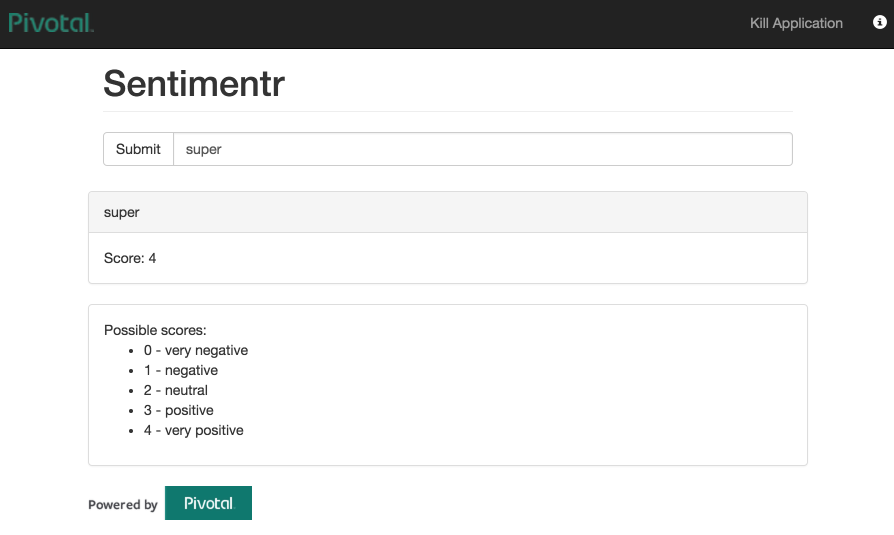 Pivotal.
Kill Application
Sentimentr
Submit super
super
Score: 4
Possible scores:
• 0 - very negative
• 1 - negative
• 2 - neutral
• 3 - positive
• 4 - very positive
Powered by Pivotal